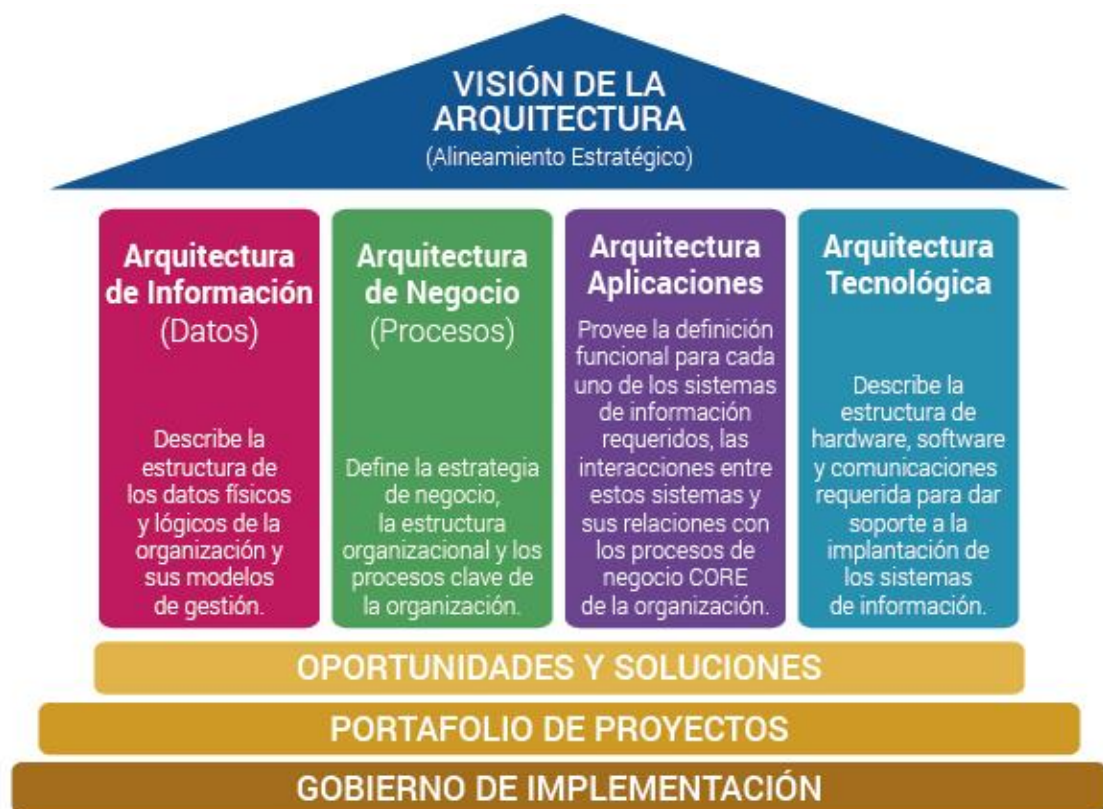 VISIÓN DE LA
ARQUITECTURA
(Alineamiento Estratégico)
Arquitectura
de Información
(Datos)
Describe la
estructura de
los datos físicos
y lógicos de la
organización y
sus modelos
de gestión.
Arquitectura
de Negocio
(Procesos)
Define la estrategia
de negocio,
la estructura
organizacional y los
procesos clave de
la organización.
Arquitectura
Aplicaciones
Provee la definición
funcional para cada
uno de los sistemas
de información
requeridos, las
interacciones entre
estos sistemas y
sus relaciones con
los procesos de
negocio CORE
de la organización.
Arquitectura
Tecnológica
Describe la
estructura de
hardware, software
y comunicaciones
requerida para dar
soporte a la
implantación de
los sistemas
de información.
OPORTUNIDADES Y SOLUCIONES
PORTAFOLIO DE PROYECTOS
GOBIERNO DE IMPLEMENTACIÓN